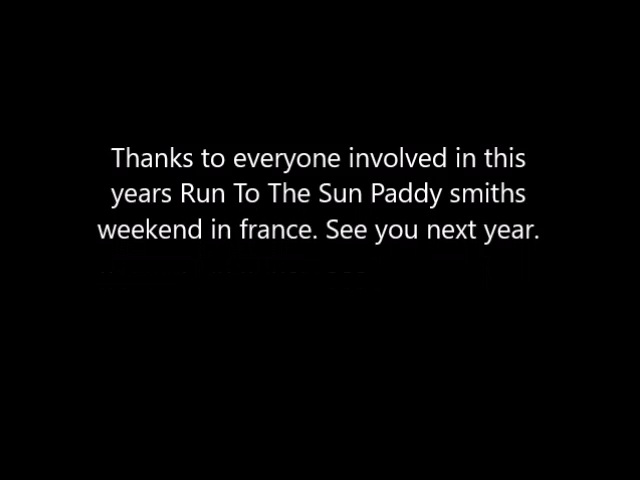 Thanks to everyone involved in this
years Run To The Sun Paddy smiths
weekend in france. See you next year.